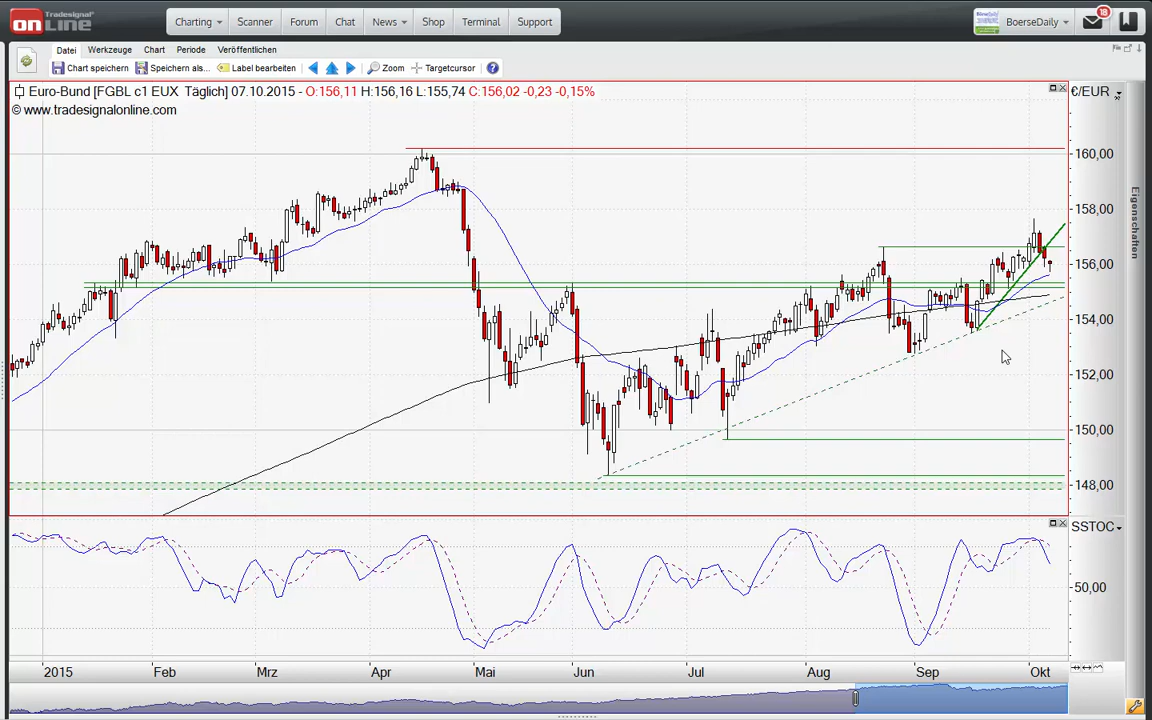 Tradesignal
onLine
Charting Scanner Forum Chat News Shop Terminal Support
BoerseDaily
18
Datei Werkzeuge Chart Periode Veröffentlichen
Chart speichern Speichern als... Label bearbeiten Zoom Targetcursor ?
Euro-Bund [FGBL c1 EUX Täglich] 07.10.2015 - O:156,11 H:156,16 L:155,74 C:156,02 -0,23 -0,15%
€/EUR
© www.tradesignalonline.com
160,00
158,00
156,00
154,00
152,00
150,00
148,00
Eigenschaften
SSTOC
50,00
2015 Feb Mrz Apr Mai Jun Jul Aug Sep Okt